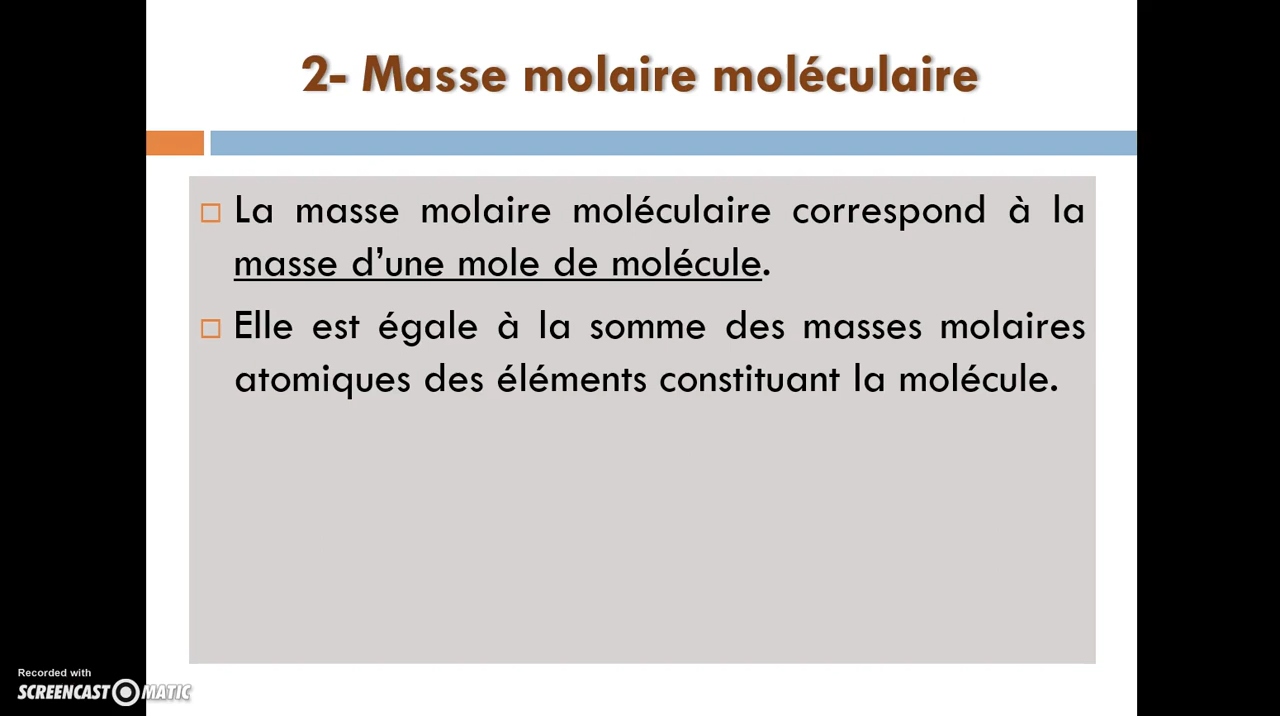 2- Masse molaire moléculaire
La masse molaire moléculaire correspond à la
masse d’une mole de molécule.
Elle est égale à la somme des masses molaires
atomiques des éléments constituant la molécule.
Recorded with
SCREENCAST MATIC